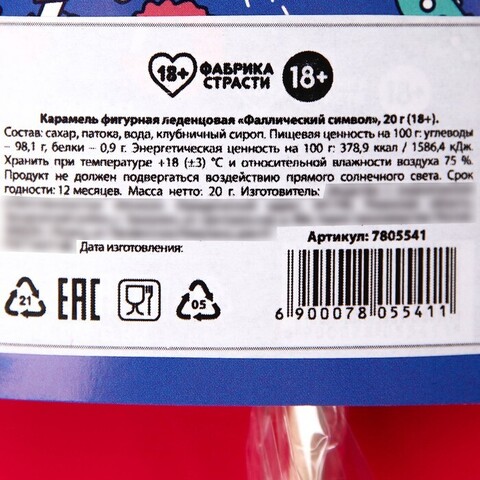 18+ ФАБРИКА
СТРАСТИ 18+
Карамель фигурная леденцовая «Фаллический символ», 20 г (18+).
Состав: сахар, патока, вода, клубничный сироп. Пищевая ценность на 100 г: углеводы
– 98,1 г, белки – 0,9 г. Энергетическая ценность на 100 г: 378,9 ккал / 1586,4 кДж.
Хранить при температуре +18 (±3) °С и относительной влажности воздуха 75 %.
Продукт не должен подвергаться воздействию прямого солнечного света. Срок
годности: 12 месяцев. Масса нетто: 20 г. Изготовитель:
Дата изготовления:
Артикул: 7805541
21 EAC 05
6 900078 055411